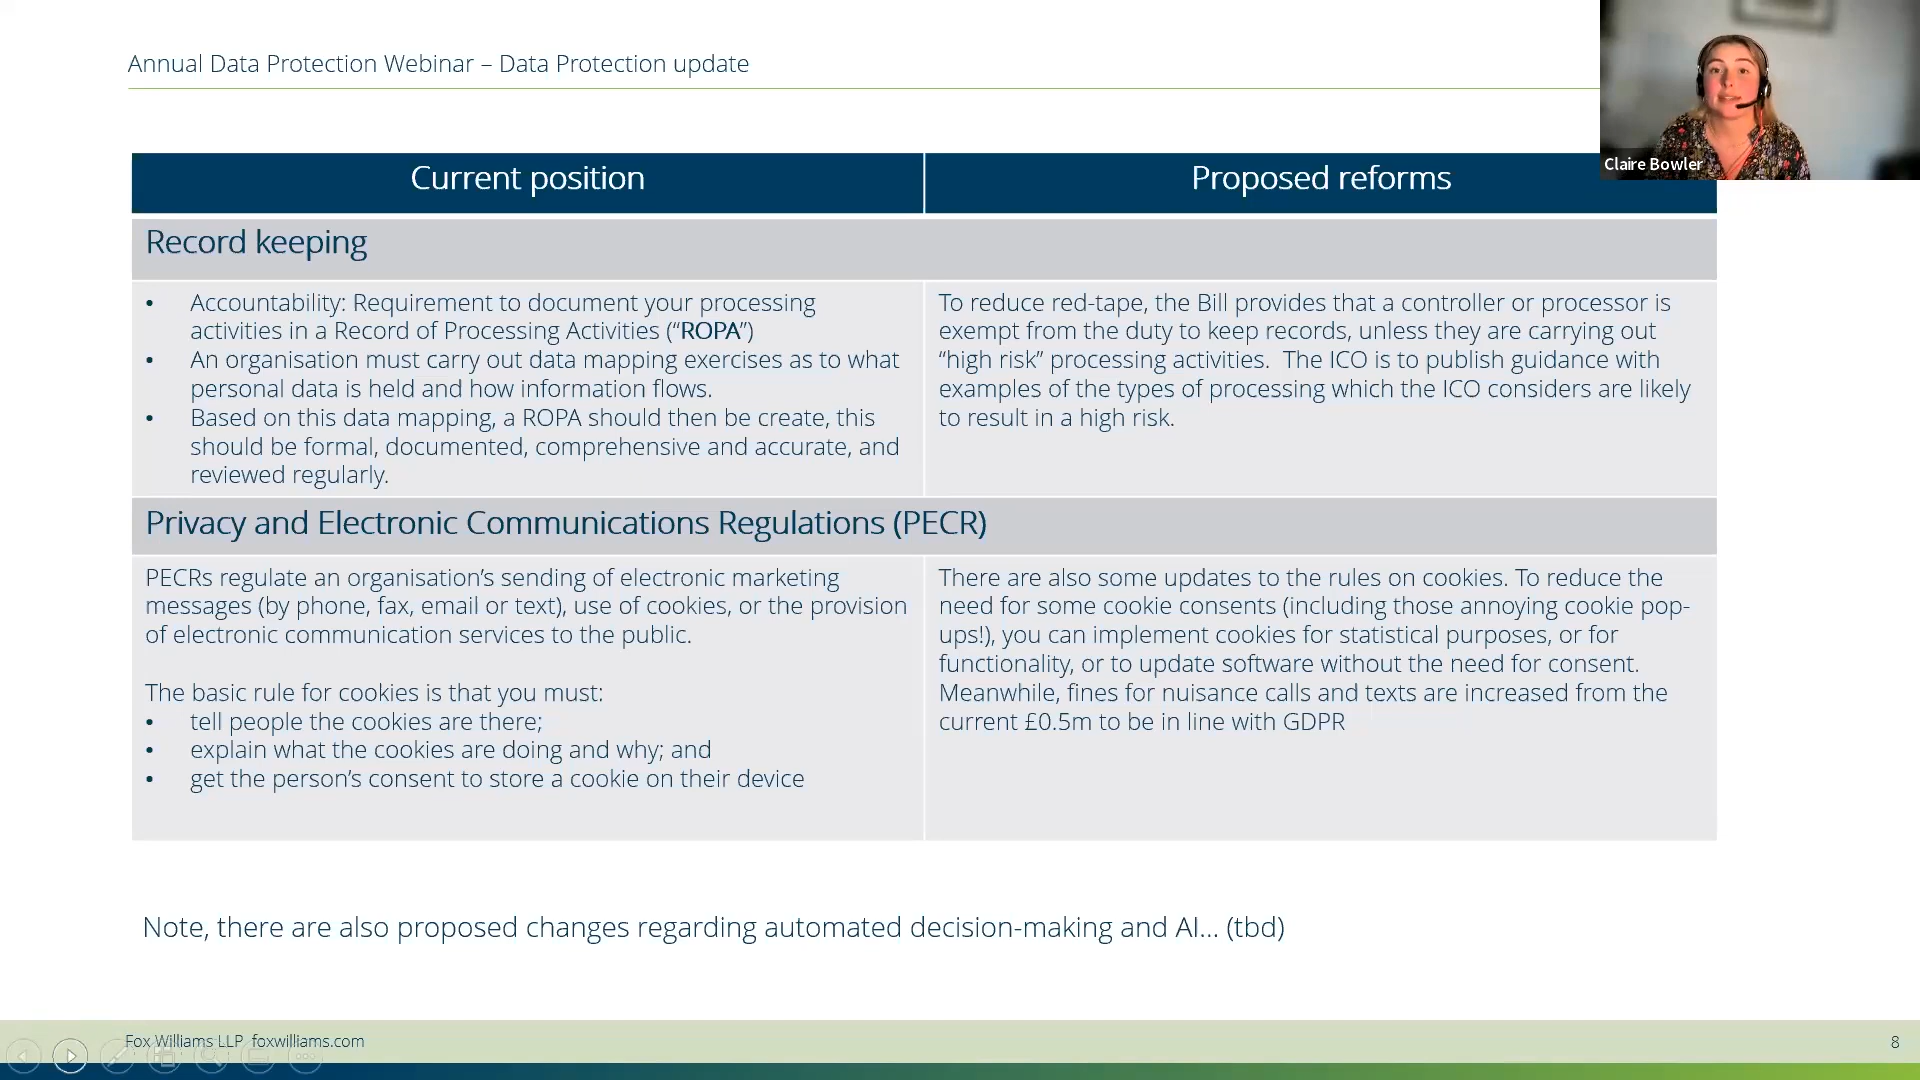 Annual Data Protection Webinar – Data Protection update
Claire Bowler
Current position
Proposed reforms
Record keeping
• Accountability: Requirement to document your processing
activities in a Record of Processing Activities (“ROPA”)
• An organisation must carry out data mapping exercises as to what
personal data is held and how information flows.
• Based on this data mapping, a ROPA should then be create, this
should be formal, documented, comprehensive and accurate, and
reviewed regularly.
To reduce red-tape, the Bill provides that a controller or processor is
exempt from the duty to keep records, unless they are carrying out
“high risk” processing activities.  The ICO is to publish guidance with
examples of the types of processing which the ICO considers are likely
to result in a high risk.
Privacy and Electronic Communications Regulations (PECR)
PECRs regulate an organisation’s sending of electronic marketing
messages (by phone, fax, email or text), use of cookies, or the provision
of electronic communication services to the public.
The basic rule for cookies is that you must:
• tell people the cookies are there;
• explain what the cookies are doing and why; and
• get the person’s consent to store a cookie on their device
There are also some updates to the rules on cookies. To reduce the
need for some cookie consents (including those annoying cookie pop-
ups!), you can implement cookies for statistical purposes, or for
functionality, or to update software without the need for consent.
Meanwhile, fines for nuisance calls and texts are increased from the
current £0.5m to be in line with GDPR
Note, there are also proposed changes regarding automated decision-making and AI... (tbd)
Fox Williams LLP foxwilliams.com
8